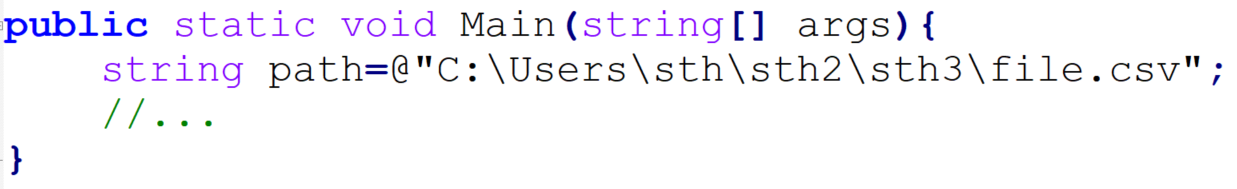 public static void Main(string[] args){
    string path=@"C:\Users\sth\sth2\sth3\file.csv";
    //...
}